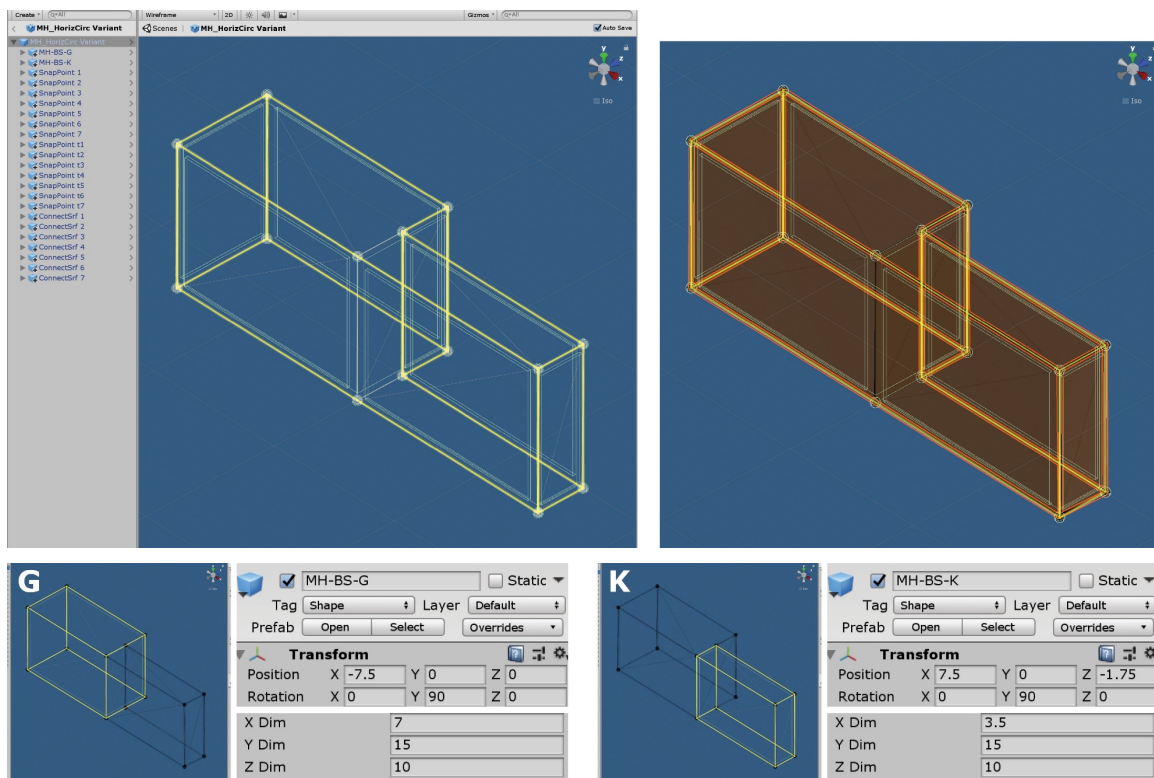 Create
All
Wireframe
2D
Gizmos
All
MH_HorizCirc Variant
Scenes
MH_HorizCirc Variant
Auto Save
MH_HorizCirc Variant
MH-BS-G
MH-BS-K
SnapPoint 1
SnapPoint 2
SnapPoint 3
SnapPoint 4
SnapPoint 5
SnapPoint 6
SnapPoint 7
SnapPoint t1
SnapPoint t2
SnapPoint t3
SnapPoint t4
SnapPoint t5
SnapPoint t6
SnapPoint t7
ConnectSrf 1
ConnectSrf 2
ConnectSrf 3
ConnectSrf 4
ConnectSrf 5
ConnectSrf 6
ConnectSrf 7
y
z
x
Iso
y
z
x
Iso
G
MH-BS-G
Static
Tag Shape Layer Default
Prefab Open Select Overrides
Transform
Position X -7.5 Y 0 Z 0
Rotation X 0 Y 90 Z 0
X Dim 7
Y Dim 15
Z Dim 10
K
MH-BS-K
Static
Tag Shape Layer Default
Prefab Open Select Overrides
Transform
Position X 7.5 Y 0 Z -1.75
Rotation X 0 Y 90 Z 0
X Dim 3.5
Y Dim 15
Z Dim 10